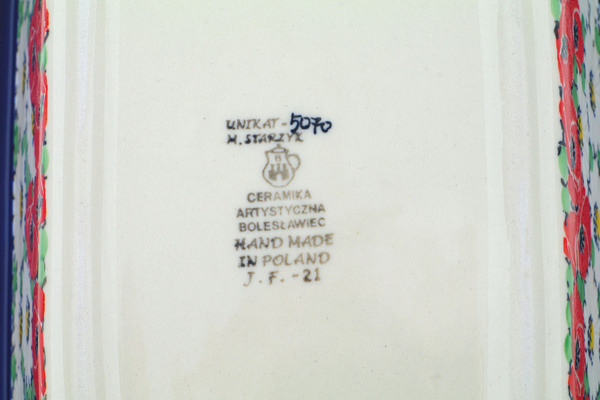 UNIKAT - 5070
M. STARZYK
B
CERAMIKA
ARTYSTYCZNA
BOLESŁAWIEC
HAND MADE
IN POLAND
J. F. - 21